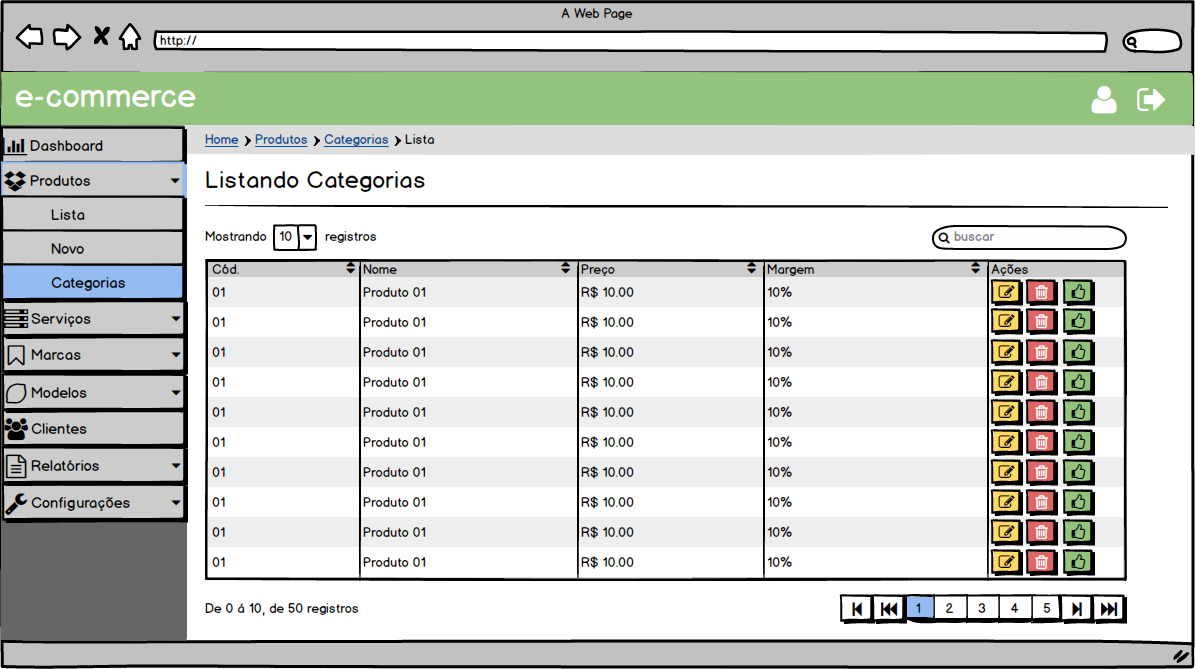 A Web Page
http://
e-commerce
Dashboard
Produtos
Lista
Novo
Categorias
Serviços
Marcas
Modelos
Clientes
Relatórios
Configurações
Home Produtos Categorias Lista
Listando Categorias
Mostrando 10 registros
buscar
Cód. Nome Preço Margem Ações
01 Produto 01 R$ 10.00 10%
01 Produto 01 R$ 10.00 10%
01 Produto 01 R$ 10.00 10%
01 Produto 01 R$ 10.00 10%
01 Produto 01 R$ 10.00 10%
01 Produto 01 R$ 10.00 10%
01 Produto 01 R$ 10.00 10%
01 Produto 01 R$ 10.00 10%
01 Produto 01 R$ 10.00 10%
01 Produto 01 R$ 10.00 10%
De 0 á 10, de 50 registros
1 2 3 4 5